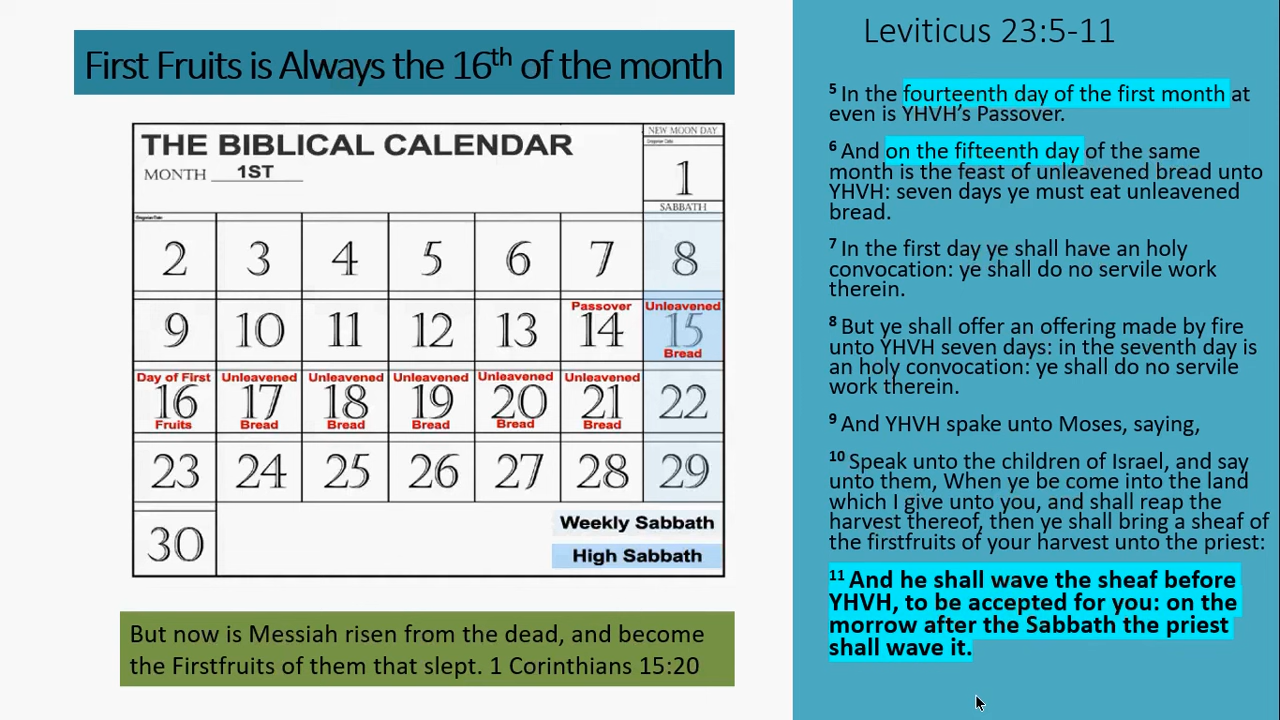 First Fruits is Always the 16th of the month
THE BIBLICAL CALENDAR
MONTH 1ST
NEW MOON DAY
1
SABBATH
2 3 4 5 6 7 8
9 10 11 12 13 Passover 14 Unleavened 15 Bread
Day of First 16 Fruits Unleavened 17 Bread Unleavened 18 Bread Unleavened 19 Bread Unleavened 20 Bread Unleavened 21 Bread 22
23 24 25 26 27 28 29
30
Weekly Sabbath
High Sabbath
But now is Messiah risen from the dead, and become
the Firstfruits of them that slept. 1 Corinthians 15:20
Leviticus 23:5-11
5 In the fourteenth day of the first month at
even is YHVH’s Passover.
6 And on the fifteenth day of the same
month is the feast of unleavened bread unto
YHVH: seven days ye must eat unleavened
bread.
7 In the first day ye shall have an holy
convocation: ye shall do no servile work
therein.
8 But ye shall offer an offering made by fire
unto YHVH seven days: in the seventh day is
an holy convocation: ye shall do no servile
work therein.
9 And YHVH spake unto Moses, saying,
10 Speak unto the children of Israel, and say
unto them, When ye be come into the land
which I give unto you, and shall reap the
harvest thereof, then ye shall bring a sheaf of
the firstfruits of your harvest unto the priest:
11 And he shall wave the sheaf before
YHVH, to be accepted for you: on the
morrow after the Sabbath the priest
shall wave it.